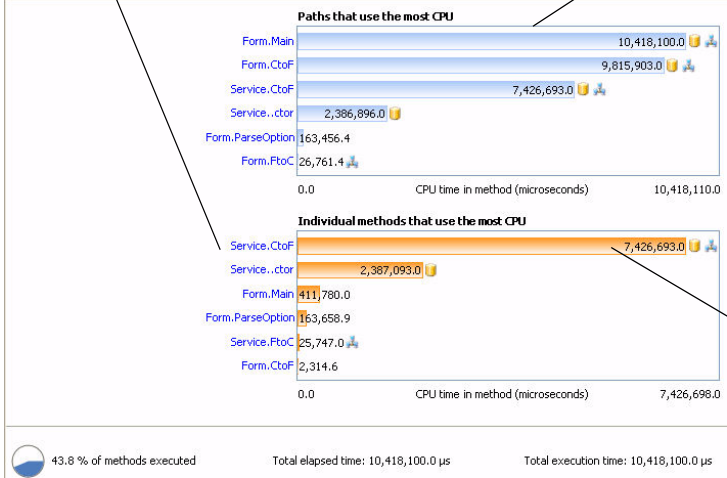 Paths that use the most CPU
Form.Main 10,418,100.0
Form.CtoF 9,815,903.0
Service.CtoF 7,426,693.0
Service..ctor 2,386,896.0
Form.ParseOption 163,456.4
Form.FtoC 26,761.4
0.0 CPU time in method (microseconds) 10,418,110.0
Individual methods that use the most CPU
Service.CtoF 7,426,693.0
Service..ctor 2,387,093.0
Form.Main 411,780.0
Form.ParseOption 163,658.9
Service.FtoC 25,747.0
Form.CtoF 2,314.6
0.0 CPU time in method (microseconds) 7,426,698.0
43.8 % of methods executed Total elapsed time: 10,418,100.0 µs Total execution time: 10,418,100.0 µs